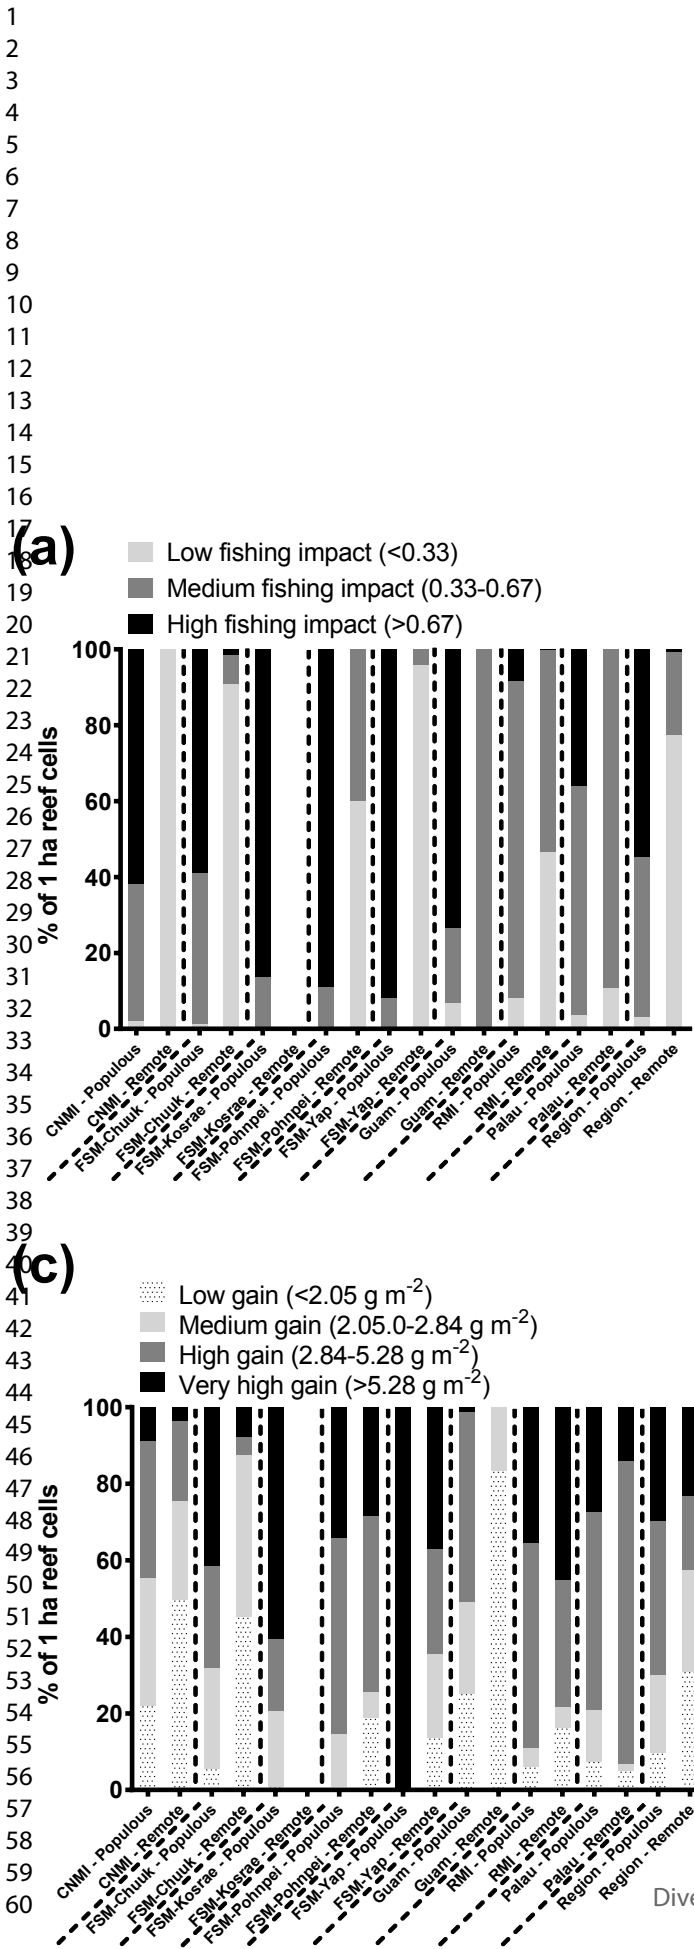 1
2
3
4
5
6
7
8
9
10
11
12
13
14
15
16
17
18
19
20
21
22
23
24
25
26
27
28
29
30
31
32
33
34
35
36
37
38
39
40
41
42
43
44
45
46
47
48
49
50
51
52
53
54
55
56
57
58
59
60
(a)
Low fishing impact (<0.33)
Medium fishing impact (0.33-0.67)
High fishing impact (>0.67)
% of 1 ha reef cells
100
80
60
40
20
0
CNMI - Populous
CNMI - Remote
FSM-Chuuk - Populous
FSM-Chuuk - Remote
FSM-Kosrae - Populous
FSM-Kosrae - Remote
FSM-Pohnpei - Populous
FSM-Pohnpei - Remote
FSM-Yap - Populous
FSM-Yap - Remote
Guam - Populous
Guam - Remote
RMI - Populous
RMI - Remote
Palau - Populous
Palau - Remote
Region - Populous
Region - Remote
(c)
Low gain (<2.05 g m-2)
Medium gain (2.05.0-2.84 g m-2)
High gain (2.84-5.28 g m-2)
Very high gain (>5.28 g m-2)
% of 1 ha reef cells
100
80
60
40
20
0
CNMI - Populous
CNMI - Remote
FSM-Chuuk - Populous
FSM-Chuuk - Remote
FSM-Kosrae - Populous
FSM-Kosrae - Remote
FSM-Pohnpei - Populous
FSM-Pohnpei - Remote
FSM-Yap - Populous
FSM-Yap - Remote
Guam - Populous
Guam - Remote
RMI - Populous
RMI - Remote
Palau - Populous
Palau - Remote
Region - Populous
Region - Remote
Dive